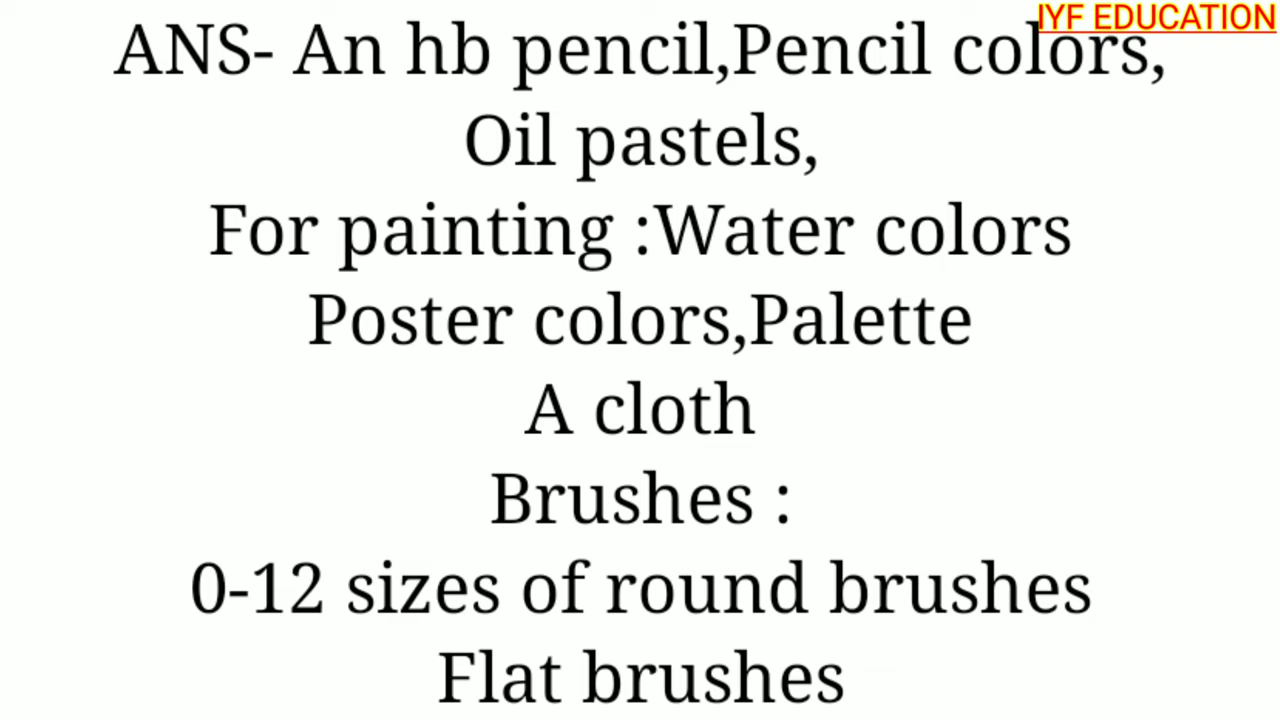 IYF EDUCATION
ANS- An hb pencil,Pencil colors,
Oil pastels,
For painting :Water colors
Poster colors,Palette
A cloth
Brushes :
0-12 sizes of round brushes
Flat brushes